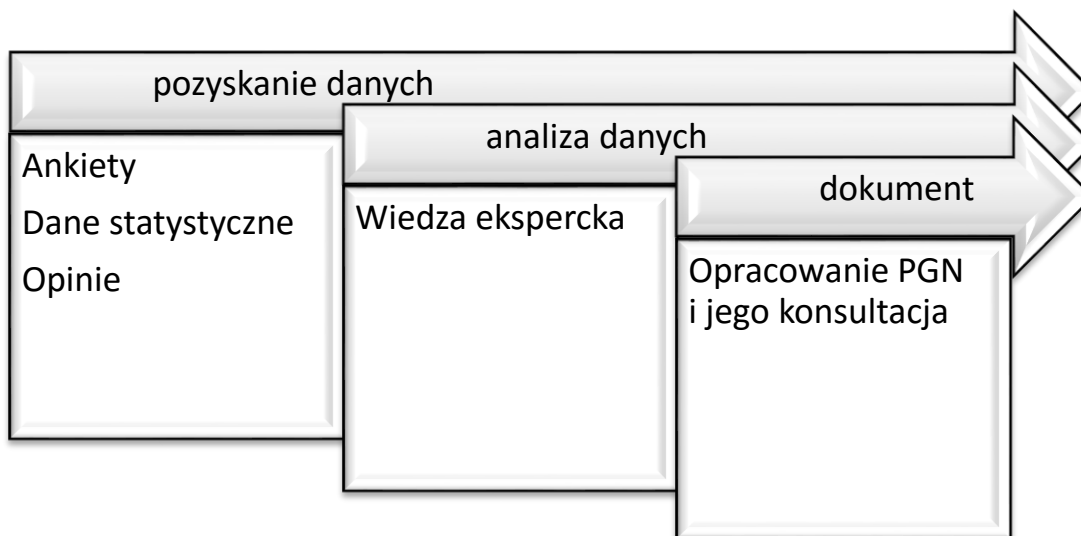 pozyskanie danych
Ankiety
Dane statystyczne
Opinie
analiza danych
Wiedza ekspercka
dokument
Opracowanie PGN
i jego konsultacja